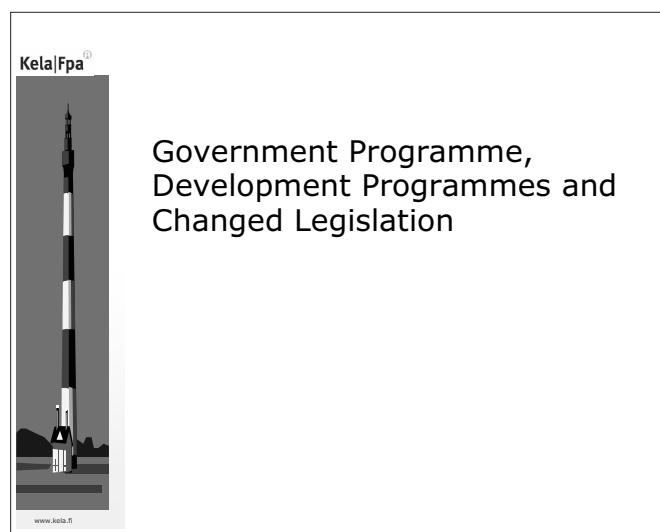 Kela|Fpa®
Government Programme,
Development Programmes and
Changed Legislation
www.kela.fi